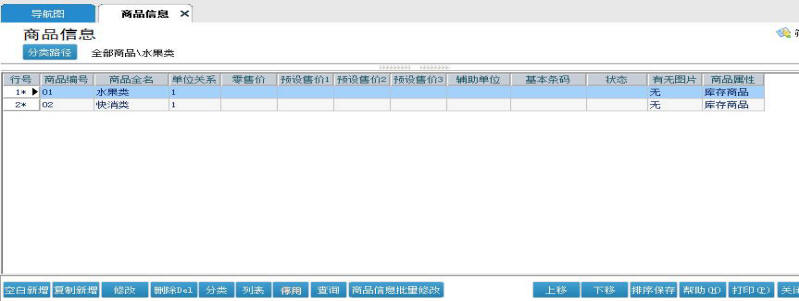 导航图 商品信息 ×
商品信息
分类路径 全部商品\水果类
行号 商品编号 商品全名 单位关系 零售价 预设售价1 预设售价2 预设售价3 辅助单位 基本条码 状态 有无图片 商品属性
1* 01 水果类 1 无 库存商品
2* 02 快消类 1 无 库存商品
空白新增 复制新增 修改 删除Del 分类 列表 停用 查询 商品信息批量修改 上移 下移 排序保存 帮助(Q) 打印(P)